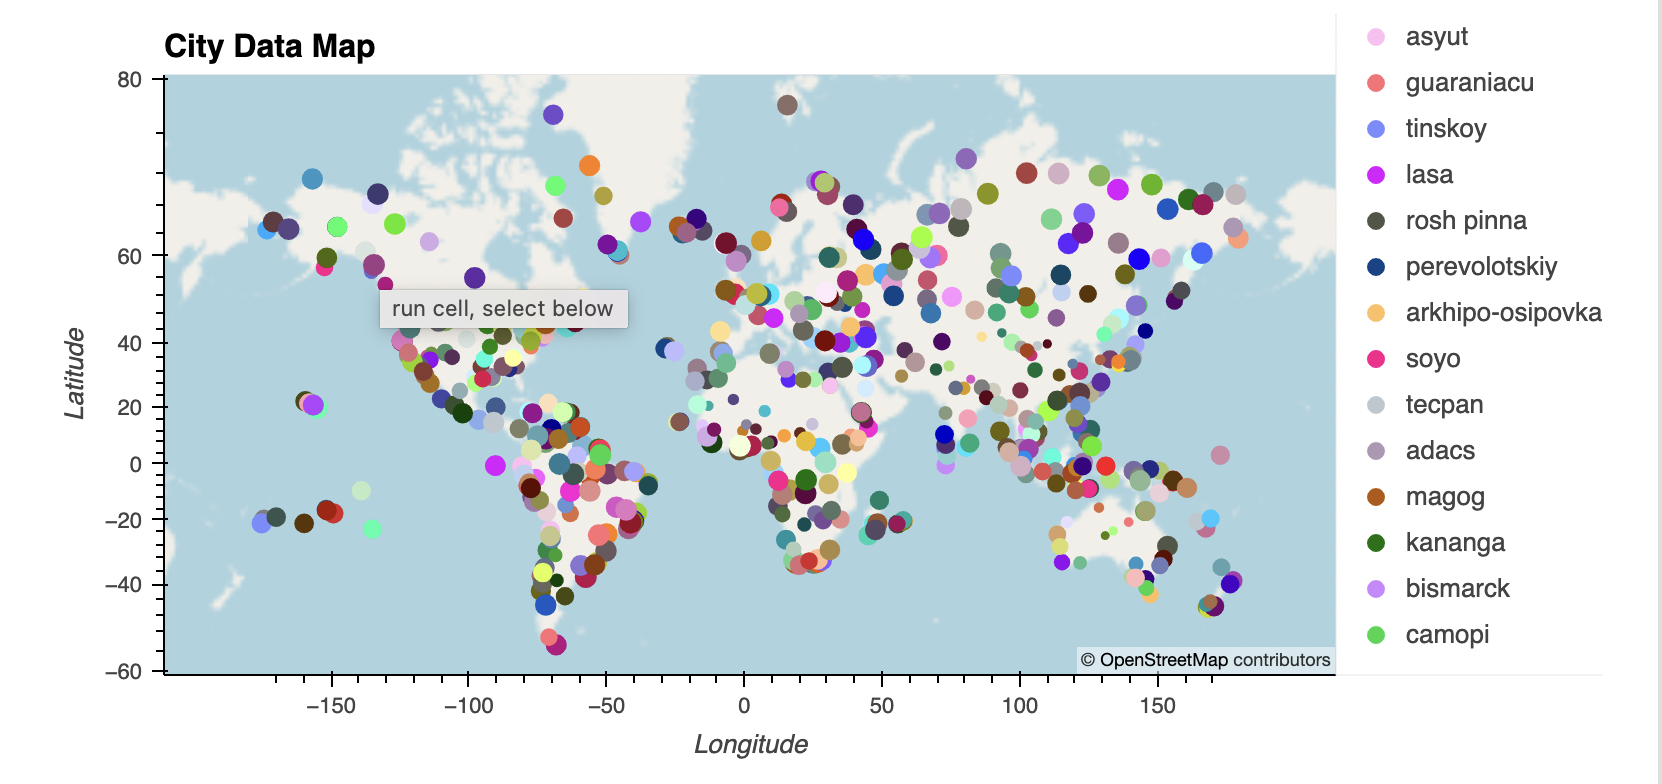 City Data Map
80
60
40
20
0
−20
−40
−60
Latitude
run cell, select below
© OpenStreetMap contributors
−150
−100
−50
0
50
100
150
Longitude
asyut
guaraniacu
tinskoy
lasa
rosh pinna
perevolotskiy
arkhipo-osipovka
soyo
tecpan
adacs
magog
kananga
bismarck
camopi